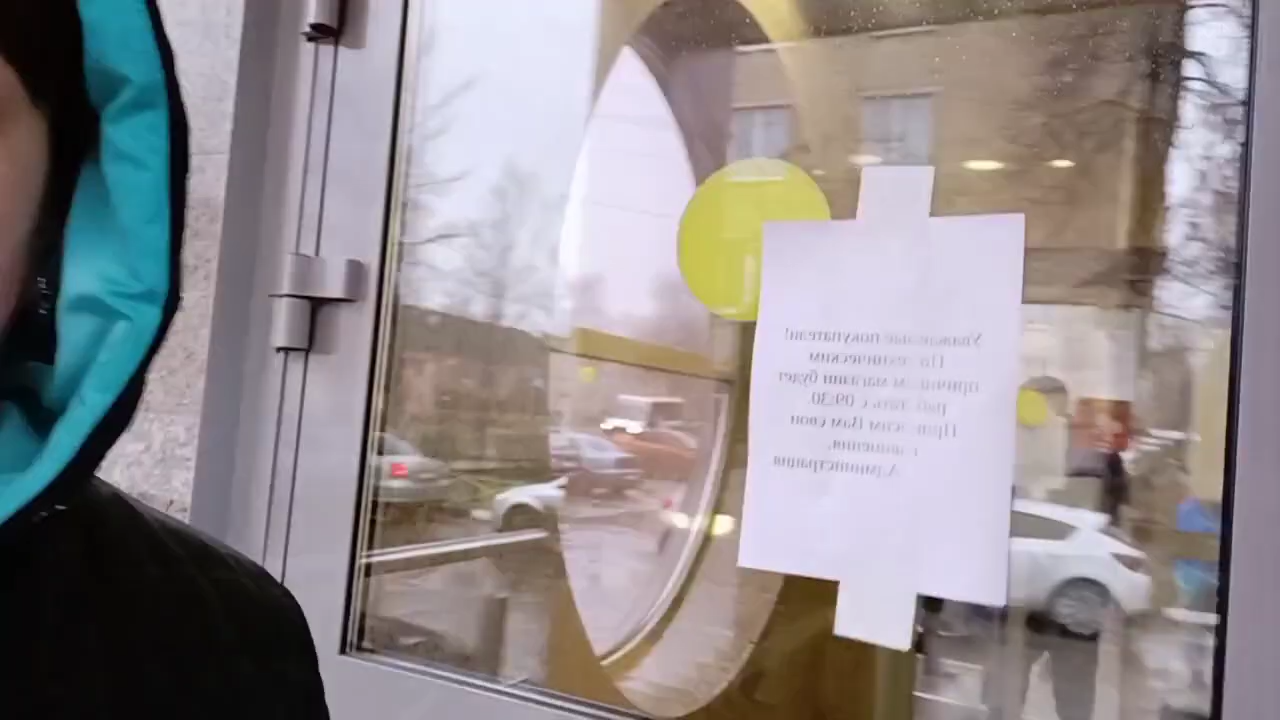 Уважаемые покупатели!
По техническим
причинам магазин будет
работать с 09:30.
Приносим Вам свои
извинения.
Администрация